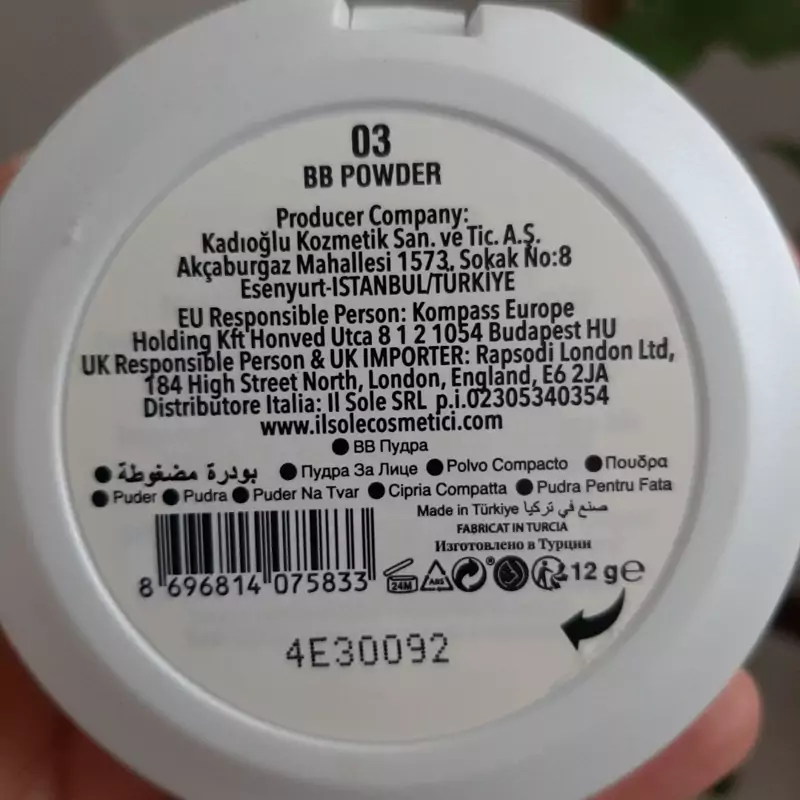 03
BB POWDER
Producer Company:
Kadıoğlu Kozmetik San. ve Tic. A.Ş.
Akçaburgaz Mahallesi 1573. Sokak No:8
Esenyurt-ISTANBUL/TÜRKİYE
EU Responsible Person: Kompass Europe
Holding Kft Honved Utca 8 1 2 1054 Budapest HU
UK Responsible Person & UK IMPORTER: Rapsodi London Ltd,
184 High Street North, London, England, E6 2JA
Distributore Italia: Il Sole SRL p.i.02305340354
www.ilsolecosmetici.com
● BB Пудра
● بودرة مضغوطة ● Пудра За Лице ● Polvo Compacto ● Πουδρα
● Puder ● Pudra ● Puder Na Tvar ● Cipria Compatta ● Pudra Pentru Fata
Made in Türkiye صنع في تركيا
FABRICAT IN TURCIA
Изготовлено в Турции
8 696814 075833
24M ABS ® 12 g℮
4E30092